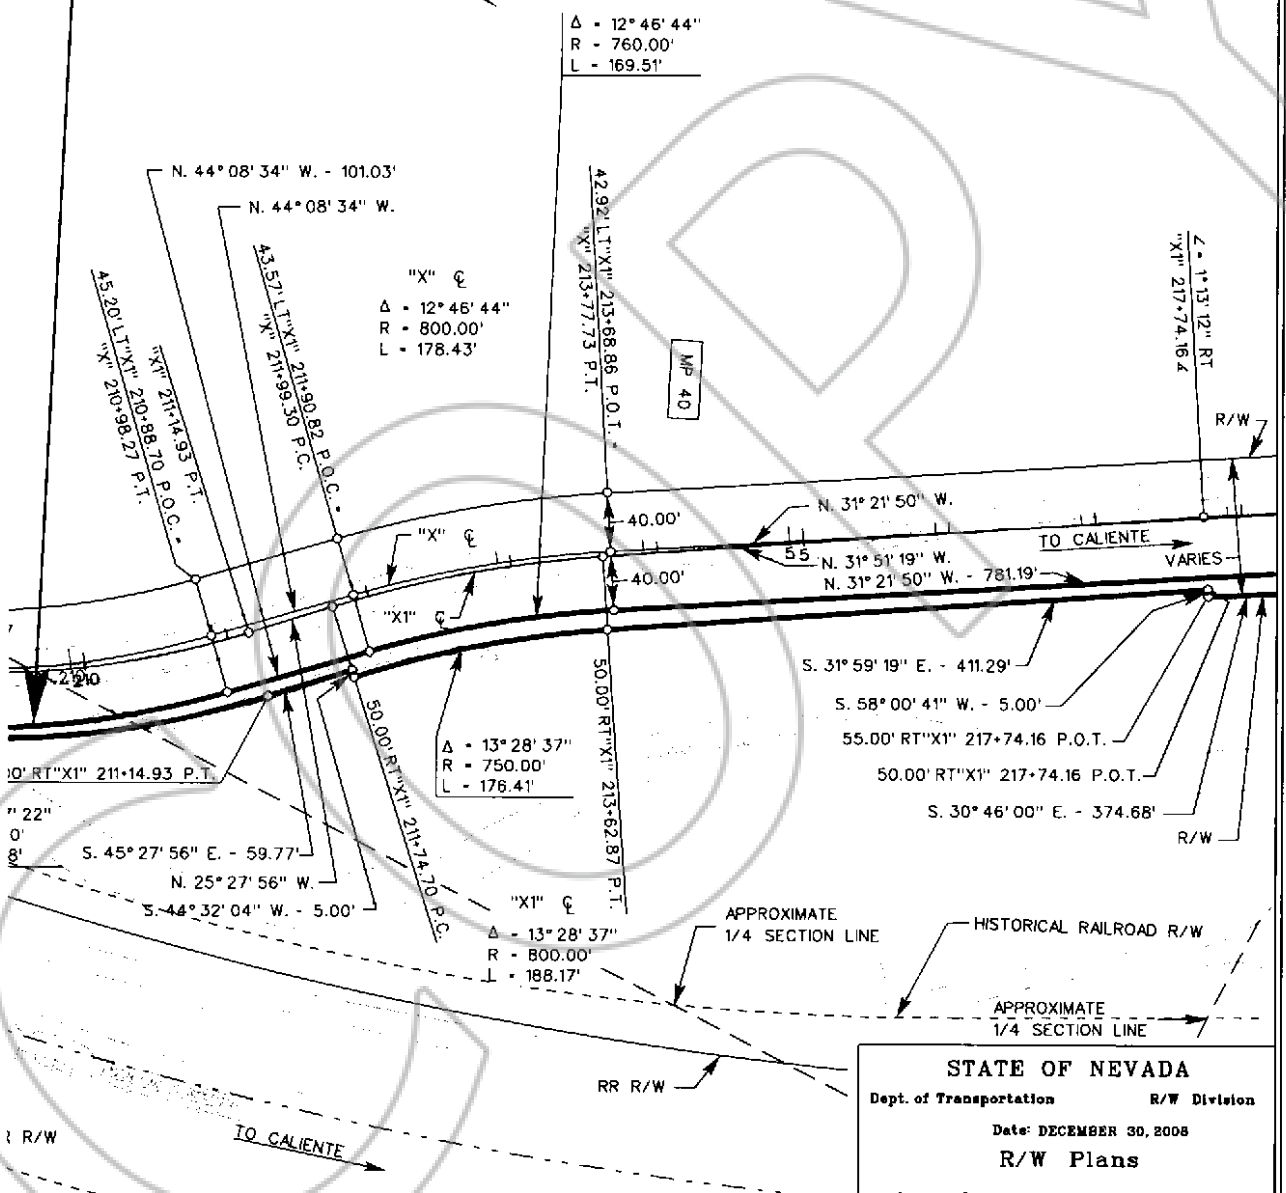 Δ = 12° 46' 44"
R = 760.00'
L = 169.51'
N. 44° 08' 34" W. - 101.03'
N. 44° 08' 34" W.
45.20' LT "X1" 210+88.70 P.O.C. =
"X" 210+98.27 P.T.
"X1" 211+14.93 P.T.
43.57' LT "X1" 211+90.82 P.O.C. =
"X" 211+99.30 P.C.
"X" ℄
Δ = 12° 46' 44"
R = 800.00'
L = 178.43'
42.92' LT "X1" 213+68.86 P.O.T. =
"X" 213+77.73 P.T.
MP 40
∠ = 1° 13' 12" RT
"X1" 217+74.16 ∠
R/W
40.00'
N. 31° 21' 50" W.
"X" ℄
TO CALIENTE
55
N. 31° 51' 19" W.
VARIES
40.00'
N. 31° 21' 50" W. - 781.19'
"X1" ℄
210
S. 31° 59' 19" E. - 411.29'
S. 58° 00' 41" W. - 5.00'
55.00' RT "X1" 217+74.16 P.O.T.
50.00' RT "X1" 217+74.16 P.O.T.
S. 30° 46' 00" E. - 374.68'
R/W
Δ = 13° 28' 37"
R = 750.00'
L = 176.41'
50.00' RT "X1" 213+62.87 P.T.
50.00' RT "X1" 211+74.70 P.C.
0' RT "X1" 211+14.93 P.T.
22"
0'
8'
S. 45° 27' 56" E. - 59.77'
N. 25° 27' 56" W.
S. 44° 32' 04" W. - 5.00'
"X1" ℄
Δ = 13° 28' 37"
R = 800.00'
L = 188.17'
APPROXIMATE
1/4 SECTION LINE
HISTORICAL RAILROAD R/W
APPROXIMATE
1/4 SECTION LINE
RR R/W
R/W
TO CALIENTE
STATE OF NEVADA
Dept. of Transportation R/W Division
Date: DECEMBER 30, 2008
R/W Plans